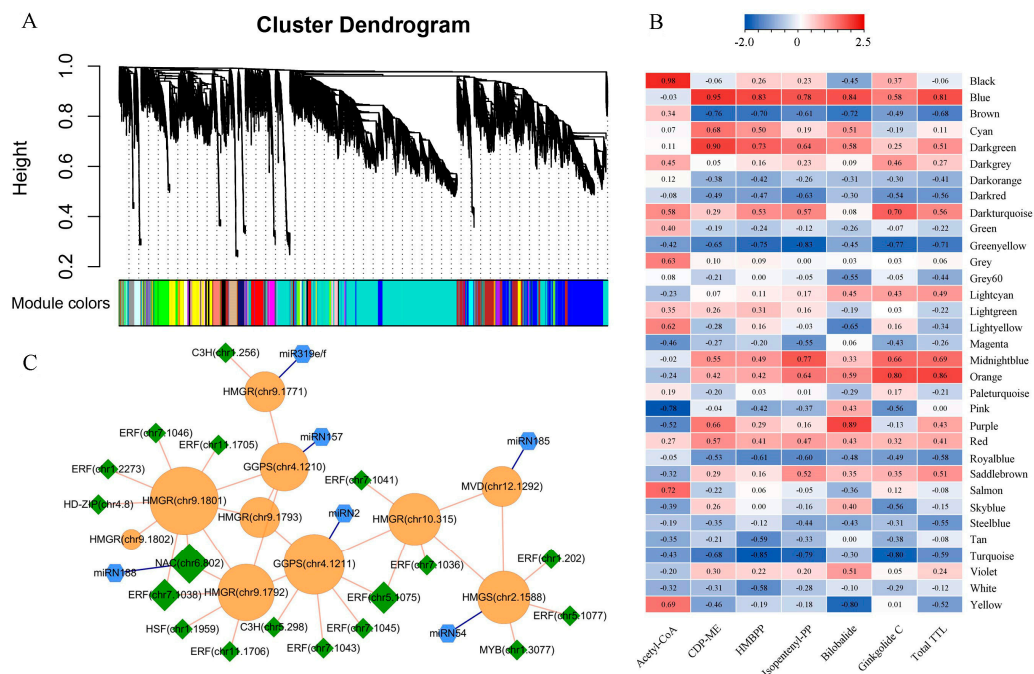 A
Cluster Dendrogram
Height
1.0
0.8
0.6
0.4
0.2
Module colors
B
-2.0 0 2.5
0.98 -0.06 0.26 0.23 -0.45 0.37 -0.06 Black
-0.03 0.95 0.83 0.78 0.84 0.58 0.81 Blue
0.34 -0.76 -0.70 -0.61 -0.72 -0.49 -0.68 Brown
0.07 0.68 0.50 0.19 0.51 -0.19 0.11 Cyan
0.11 0.90 0.73 0.64 0.58 0.25 0.51 Darkgreen
0.45 0.05 0.16 0.23 0.09 0.46 0.27 Darkgrey
0.12 -0.38 -0.42 -0.26 -0.31 -0.30 -0.41 Darkorange
-0.08 -0.49 -0.47 -0.63 -0.30 -0.54 -0.56 Darkred
0.58 0.29 0.53 0.57 0.08 0.70 0.56 Darkturquoise
0.40 -0.19 -0.24 -0.12 -0.26 -0.07 -0.22 Green
-0.42 -0.65 -0.75 -0.83 -0.45 -0.77 -0.71 Greenyellow
0.63 0.10 0.09 0.00 0.03 0.03 0.06 Grey
0.08 -0.21 0.00 -0.05 -0.55 -0.05 -0.44 Grey60
-0.23 0.07 0.11 0.17 0.45 0.43 0.49 Lightcyan
0.35 0.26 0.31 0.16 0.19 0.03 -0.22 Lightgreen
0.62 -0.28 0.16 -0.03 -0.65 0.16 -0.34 Lightyellow
-0.46 -0.27 -0.20 -0.55 0.06 -0.43 -0.26 Magenta
-0.02 0.55 0.49 0.77 0.33 0.66 0.69 Midnightblue
-0.24 0.42 0.42 0.64 0.59 0.80 0.86 Orange
0.19 -0.20 0.03 0.01 -0.29 0.17 -0.21 Paleturquoise
-0.78 -0.04 -0.42 -0.37 0.43 -0.56 0.00 Pink
-0.52 0.66 0.29 0.16 0.89 -0.13 0.43 Purple
0.27 0.57 0.41 0.47 0.43 0.32 0.41 Red
-0.05 -0.53 -0.61 -0.60 -0.48 -0.49 -0.58 Royalblue
-0.32 0.29 0.16 0.52 0.35 0.35 0.51 Saddlebrown
0.72 -0.22 0.06 -0.05 -0.36 0.12 -0.08 Salmon
-0.39 0.26 0.00 -0.16 0.40 -0.56 -0.15 Skyblue
-0.19 -0.35 -0.12 -0.44 -0.43 -0.31 -0.55 Steelblue
-0.35 -0.21 -0.59 -0.33 0.00 -0.38 -0.08 Tan
-0.43 -0.68 -0.85 -0.79 -0.30 -0.80 -0.59 Turquoise
-0.20 0.30 0.22 0.20 0.51 0.05 0.24 Violet
-0.32 -0.31 -0.58 -0.28 -0.10 -0.29 -0.12 White
0.69 -0.46 -0.19 -0.18 -0.80 0.01 -0.52 Yellow
Acetyl-CoA CDP-ME HMBPP Isopentenyl-PP Bilobalide Ginkgolide C Total TTL
C
C3H(chr1.256)
miR319e/f
HMGR(chr9.1771)
ERF(chr7.1046)
ERF(chr11.1705)
miRN157
miRN185
ERF(chr1.2273)
GGPS(chr4.1210)
MVD(chr12.1292)
ERF(chr7.1041)
HD-ZIP(chr4.8)
HMGR(chr9.1801)
miRN2
HMGR(chr9.1793)
HMGR(chr10.315)
HMGR(chr9.1802)
NAC(chr6.802)
GGPS(chr4.1211)
ERF(chr7.1036)
ERF(chr1.202)
miRN188
ERF(chr7.1038)
HMGR(chr9.1792)
ERF(chr5.1075)
HMGS(chr2.1588)
ERF(chr5.1077)
HSF(chr1.1959)
C3H(chr5.298)
ERF(chr7.1045)
miRN54
ERF(chr11.1706)
ERF(chr7.1043)
MYB(chr1.3077)